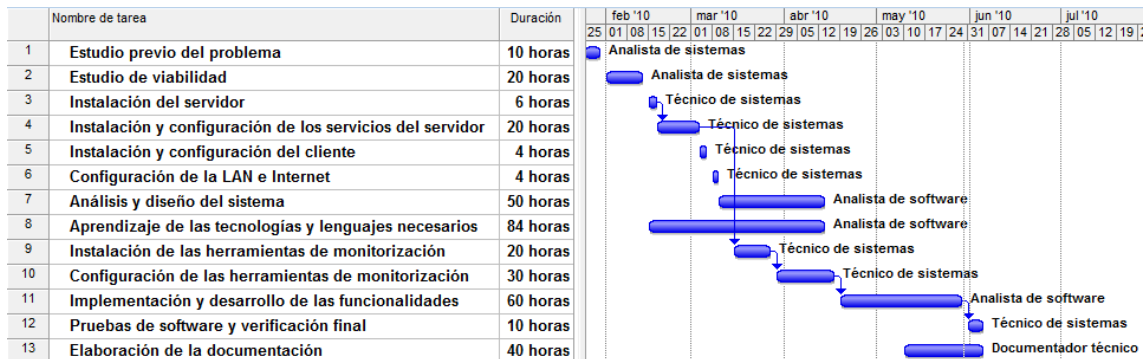 Nombre de tarea Duración feb '10 mar '10 abr '10 may '10 jun '10 jul '10
25 01 08 15 22 01 08 15 22 29 05 12 19 26 03 10 17 24 31 07 14 21 28 05 12 19
1 Estudio previo del problema 10 horas Analista de sistemas
2 Estudio de viabilidad 20 horas Analista de sistemas
3 Instalación del servidor 6 horas Técnico de sistemas
4 Instalación y configuración de los servicios del servidor 20 horas Técnico de sistemas
5 Instalación y configuración del cliente 4 horas Técnico de sistemas
6 Configuración de la LAN e Internet 4 horas Técnico de sistemas
7 Análisis y diseño del sistema 50 horas Analista de software
8 Aprendizaje de las tecnologías y lenguajes necesarios 84 horas Analista de software
9 Instalación de las herramientas de monitorización 20 horas Técnico de sistemas
10 Configuración de las herramientas de monitorización 30 horas Técnico de sistemas
11 Implementación y desarrollo de las funcionalidades 60 horas Analista de software
12 Pruebas de software y verificación final 10 horas Técnico de sistemas
13 Elaboración de la documentación 40 horas Documentador técnico